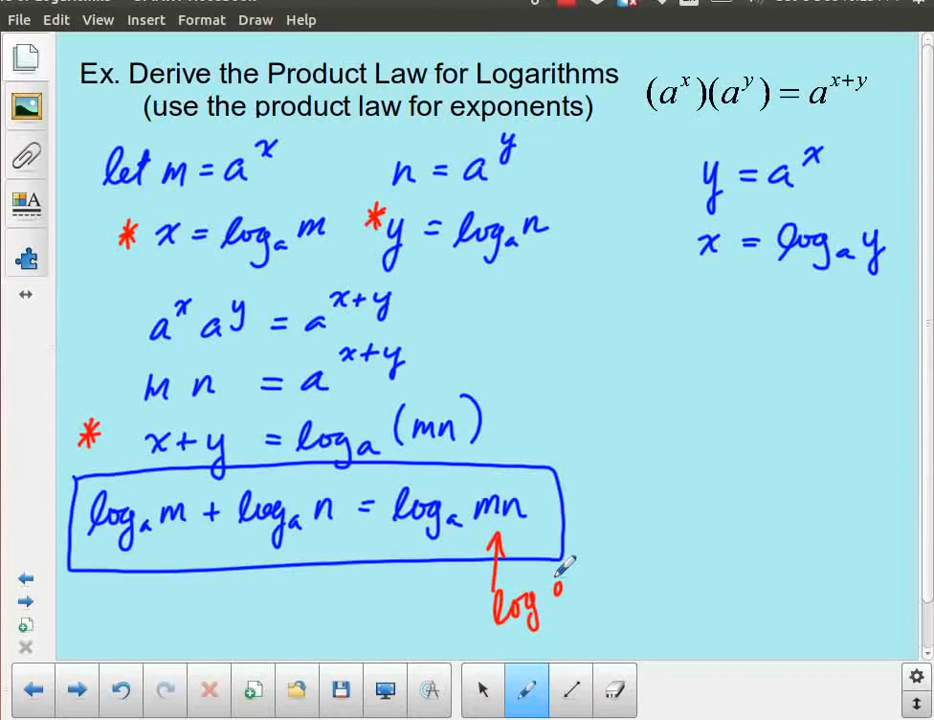 File Edit View Insert Format Draw Help
Ex. Derive the Product Law for Logarithms
(use the product law for exponents)
(a^x)(a^y) = a^{x+y}
let m = a^x n = a^y
y = a^x
* x = log_a m * y = log_a n
x = log_a y
a^x a^y = a^{x+y}
m n = a^{x+y}
* x+y = log_a (mn)
log_a m + log_a n = log_a mn
log o